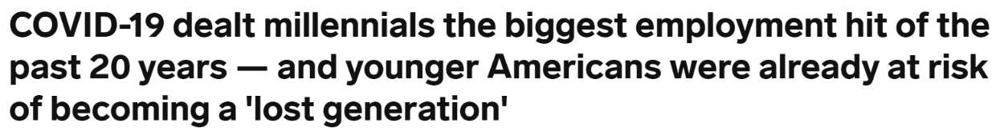 COVID-19 dealt millennials the biggest employment hit of the
past 20 years — and younger Americans were already at risk
of becoming a 'lost generation'